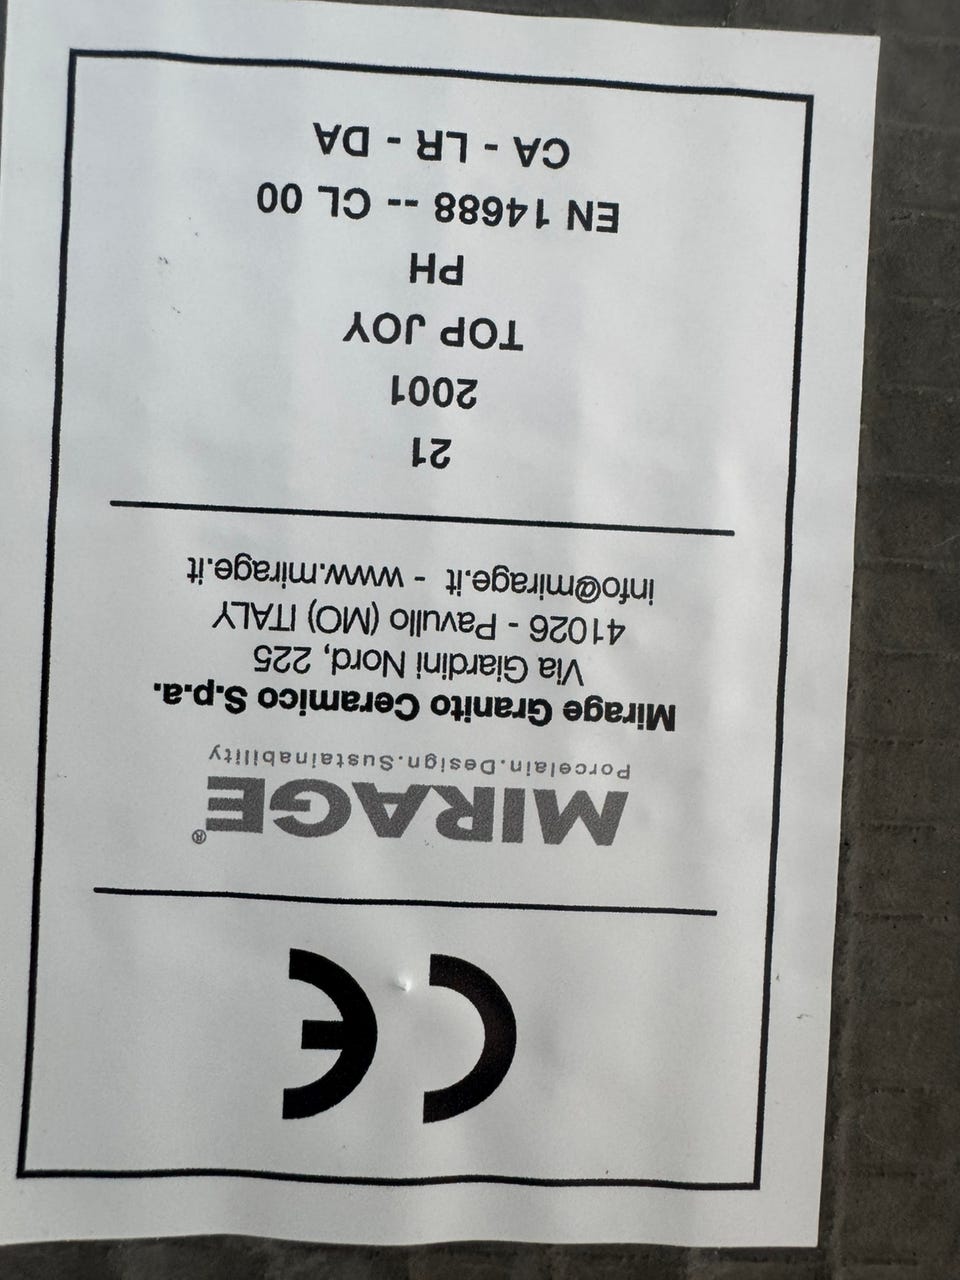 CE
MIRAGE®
Porcelain.Design.Sustainability
Mirage Granito Ceramico S.p.a.
Via Giardini Nord, 225
41026 - Pavullo (MO) ITALY
info@mirage.it - www.mirage.it
21
2001
TOP JOY
PH
EN 14688 -- CL 00
CA - LR - DA